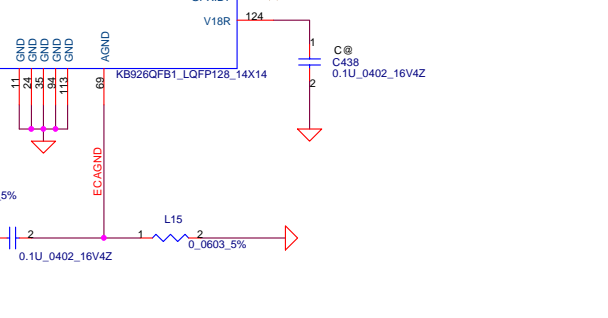 V18R
124
GND
GND
GND
GND
GND
AGND
11
24
35
94
113
69
KB926QFB1_LQFP128_14X14
1
C@
C438
0.1U_0402_16V4Z
2
ECAGND
5%
L15
2
1
2
0_0603_5%
0.1U_0402_16V4Z